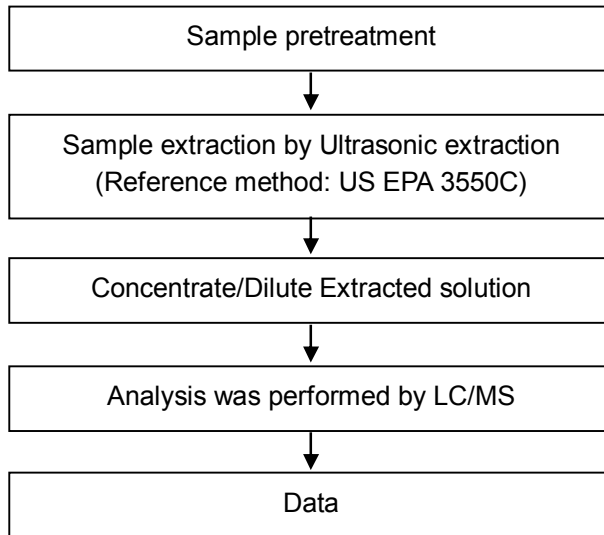 Sample pretreatment
Sample extraction by Ultrasonic extraction
(Reference method: US EPA 3550C)
Concentrate/Dilute Extracted solution
Analysis was performed by LC/MS
Data